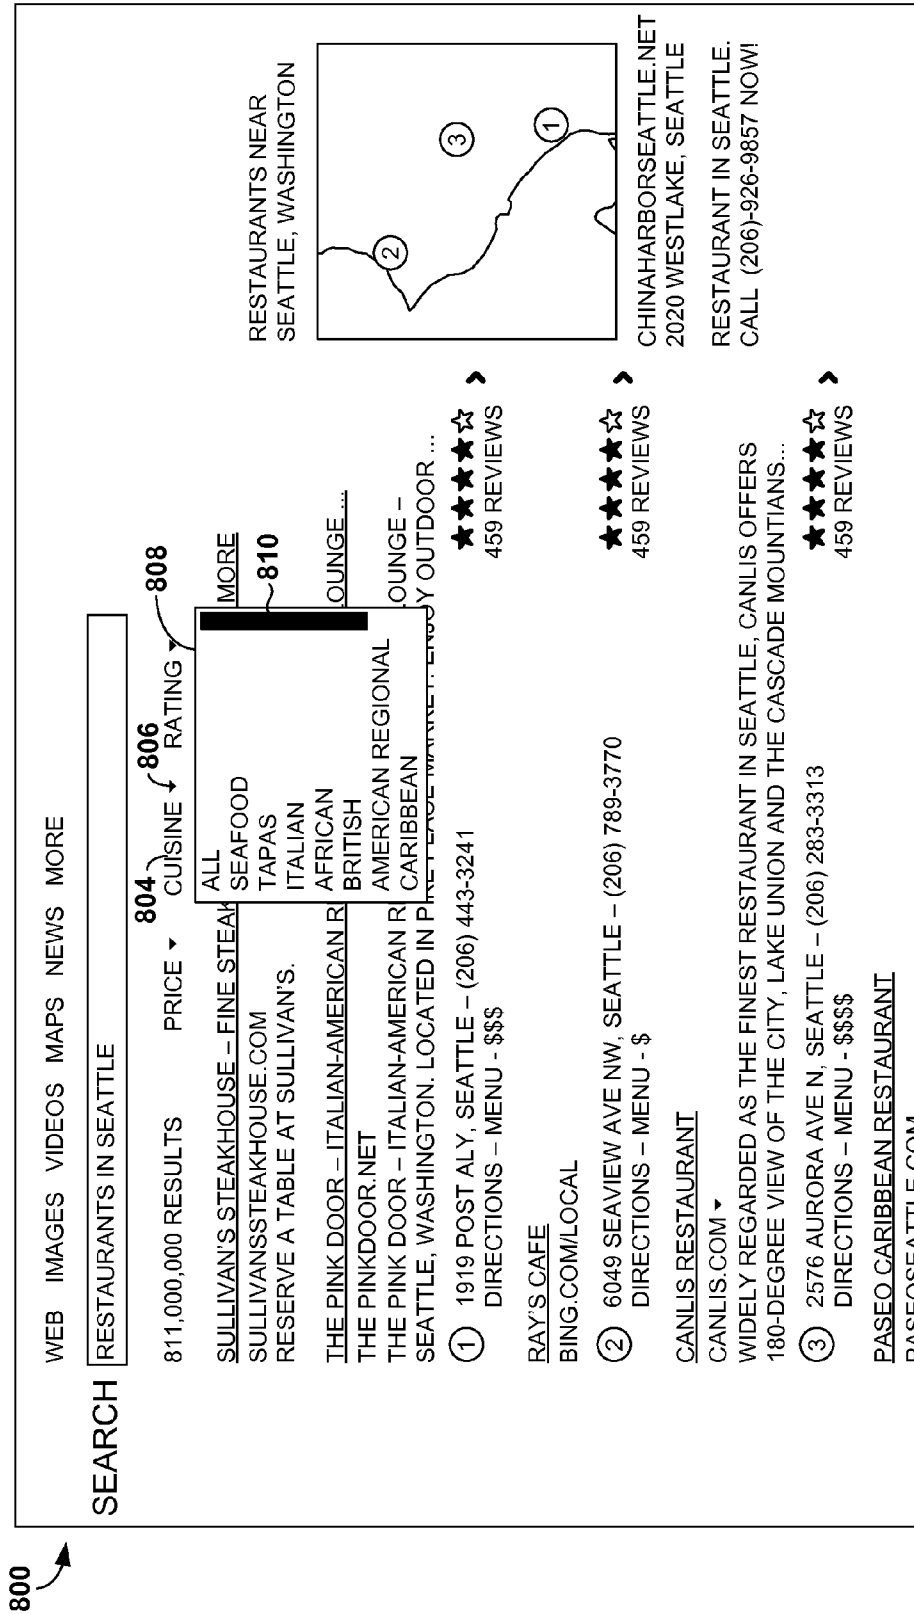 800
WEB IMAGES VIDEOS MAPS NEWS MORE
SEARCH RESTAURANTS IN SEATTLE
811,000,000 RESULTS PRICE ▾ CUISINE ▾ RATING ▾
804
806
808
810
ALL
SEAFOOD
TAPAS
ITALIAN
AFRICAN
BRITISH
AMERICAN REGIONAL
CARIBBEAN
SULLIVAN'S STEAKHOUSE – FINE STEAK MORE
SULLIVANSSTEAKHOUSE.COM
RESERVE A TABLE AT SULLIVAN'S.
THE PINK DOOR – ITALIAN-AMERICAN R OUNGE ...
THE PINKDOOR.NET
THE PINK DOOR – ITALIAN-AMERICAN R OUNGE –
SEATTLE, WASHINGTON. LOCATED IN PIKE PLACE MARKET. ENJOY OUTDOOR ...
1 1919 POST ALY, SEATTLE – (206) 443-3241 ★★★★☆ ›
DIRECTIONS – MENU - $$$ 459 REVIEWS
RAY'S CAFE
BING.COM/LOCAL
2 6049 SEAVIEW AVE NW, SEATTLE – (206) 789-3770 ★★★★☆ ›
DIRECTIONS – MENU - $ 459 REVIEWS
CANLIS RESTAURANT
CANLIS.COM ▾
WIDELY REGARDED AS THE FINEST RESTAURANT IN SEATTLE, CANLIS OFFERS
180-DEGREE VIEW OF THE CITY, LAKE UNION AND THE CASCADE MOUNTIANS...
3 2576 AURORA AVE N, SEATTLE – (206) 283-3313 ★★★★☆ ›
DIRECTIONS – MENU - $$$$ 459 REVIEWS
PASEO CARIBBEAN RESTAURANT
PASEOSEATTLE.COM
RESTAURANTS NEAR
SEATTLE, WASHINGTON
2
3
1
CHINAHARBORSEATTLE.NET
2020 WESTLAKE, SEATTLE
RESTAURANT IN SEATTLE.
CALL (206)-926-9857 NOW!